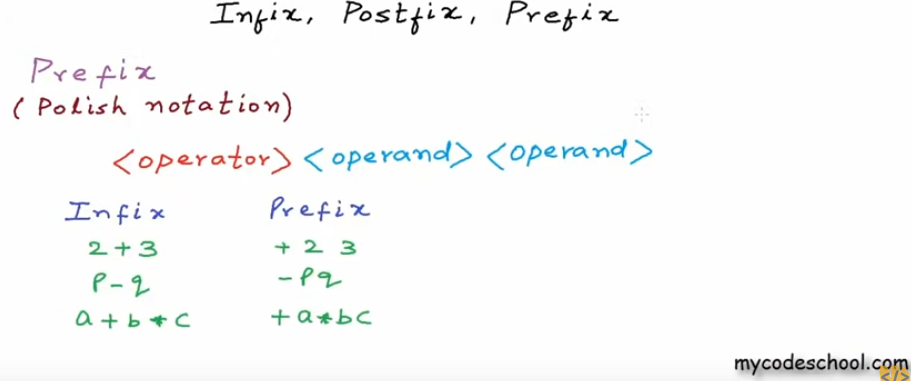 Infix, Postfix, Prefix
Prefix
(Polish notation)
<operator> <operand> <operand>
Infix Prefix
2+3 + 2 3
p-q -pq
a+b*c +a*bc
mycodeschool.com
</>